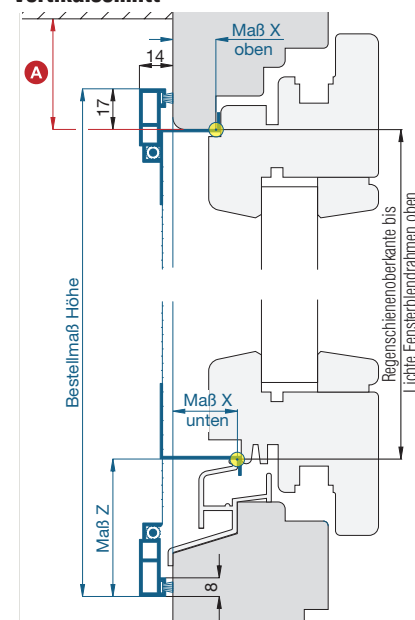 Vertikalschnitt
Maß X
oben
14
A
17
Bestellmaß Höhe
Regenschienenoberkante bis
Lichte Fensterblendrahmen oben
Maß X
unten
Maß Z
8